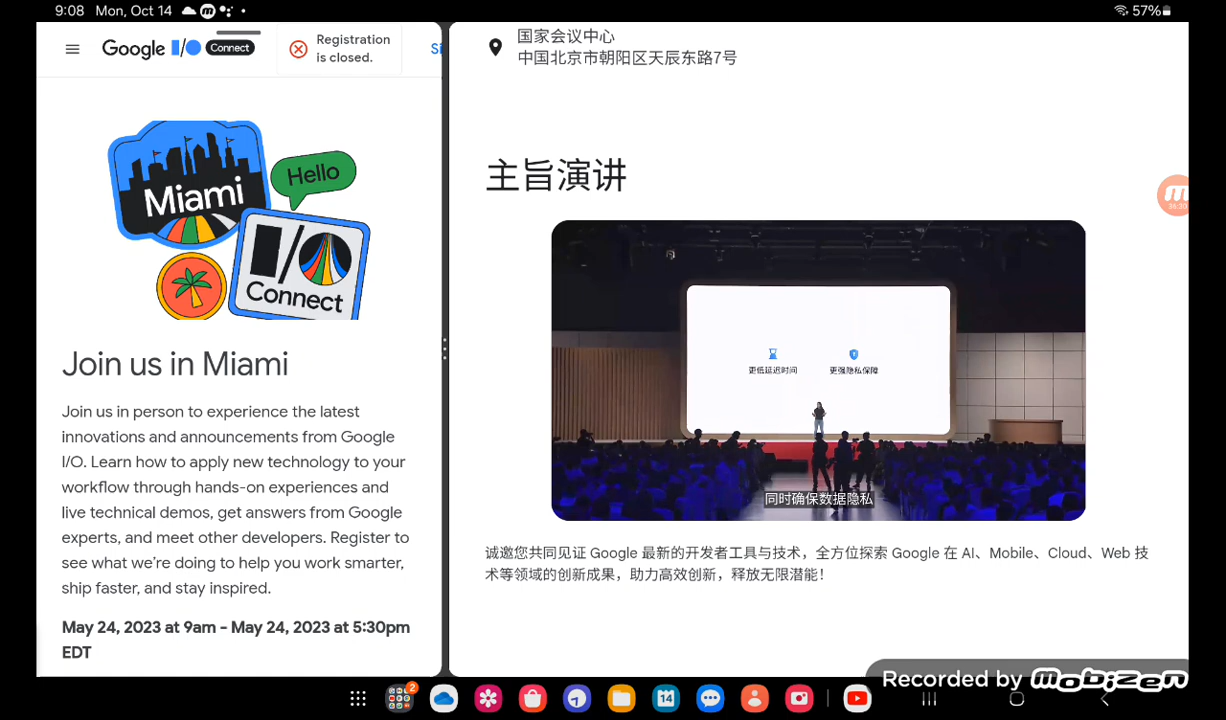 9:08 Mon, Oct 14
57%
Google I/O Connect
Registration
is closed.
Si
Miami
Hello
I/O
Connect
Join us in Miami
Join us in person to experience the latest
innovations and announcements from Google
I/O. Learn how to apply new technology to your
workflow through hands-on experiences and
live technical demos, get answers from Google
experts, and meet other developers. Register to
see what we're doing to help you work smarter,
ship faster, and stay inspired.
May 24, 2023 at 9am - May 24, 2023 at 5:30pm
EDT
国家会议中心
中国北京市朝阳区天辰东路7号
主旨演讲
更低延迟时间
更强隐私保障
同时确保数据隐私
诚邀您共同见证 Google 最新的开发者工具与技术，全方位探索 Google 在 AI、Mobile、Cloud、Web 技
术等领域的创新成果，助力高效创新，释放无限潜能！
2
14
Recorded by mobizen